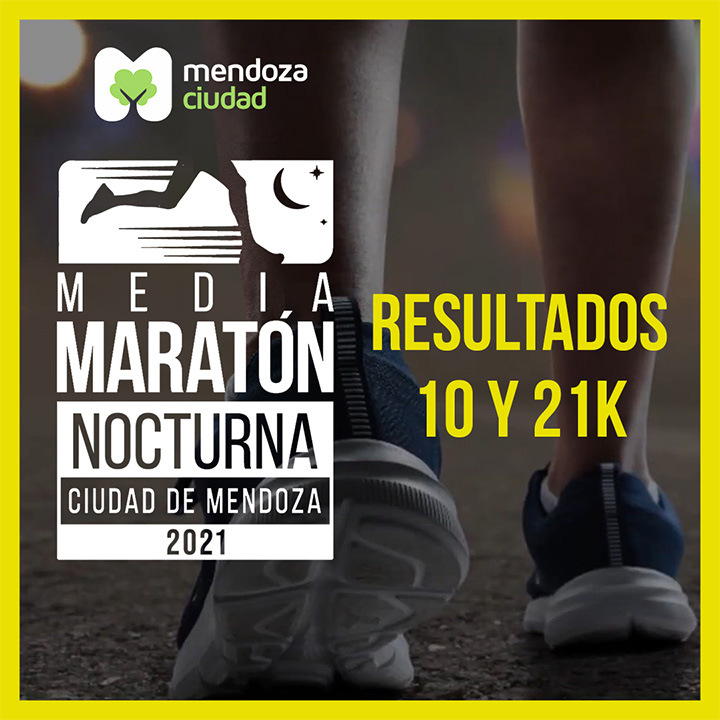 mendoza
ciudad
MEDIA
MARATÓN
NOCTURNA
CIUDAD DE MENDOZA
2021
RESULTADOS
10 Y 21K